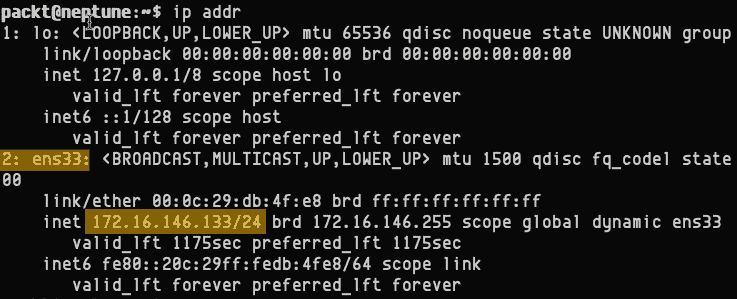 packt@neptune:~$ ip addr
1: lo: <LOOPBACK,UP,LOWER_UP> mtu 65536 qdisc noqueue state UNKNOWN group
link/loopback 00:00:00:00:00:00 brd 00:00:00:00:00:00
inet 127.0.0.1/8 scope host lo
valid_lft forever preferred_lft forever
inet6 ::1/128 scope host
valid_lft forever preferred_lft forever
2: ens33: <BROADCAST,MULTICAST,UP,LOWER_UP> mtu 1500 qdisc fq_codel state
00
link/ether 00:0c:29:db:4f:e8 brd ff:ff:ff:ff:ff:ff
inet 172.16.146.133/24 brd 172.16.146.255 scope global dynamic ens33
valid_lft 1175sec preferred_lft 1175sec
inet6 fe80::20c:29ff:fedb:4fe8/64 scope link
valid_lft forever preferred_lft forever